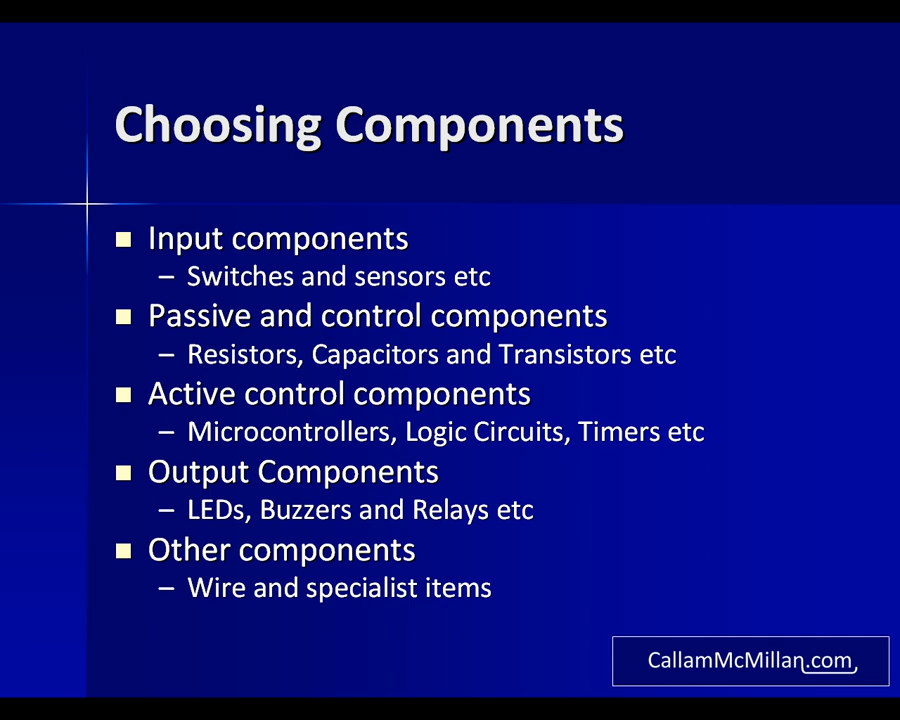 Choosing Components
Input components
– Switches and sensors etc
Passive and control components
– Resistors, Capacitors and Transistors etc
Active control components
– Microcontrollers, Logic Circuits, Timers etc
Output Components
– LEDs, Buzzers and Relays etc
Other components
– Wire and specialist items
CallamMcMillan.com